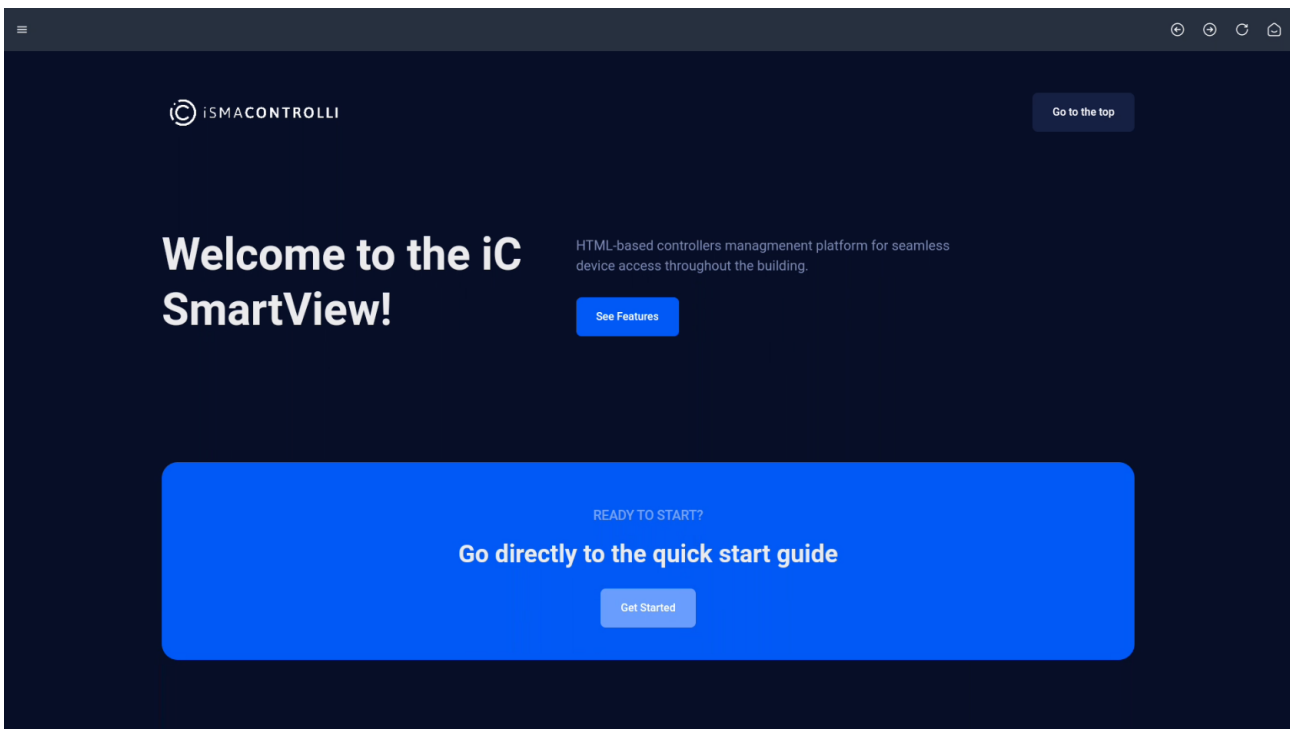 iSMACONTROLLI
Go to the top
Welcome to the iC
SmartView!
HTML-based controllers managmenent platform for seamless
device access throughout the building.
See Features
READY TO START?
Go directly to the quick start guide
Get Started